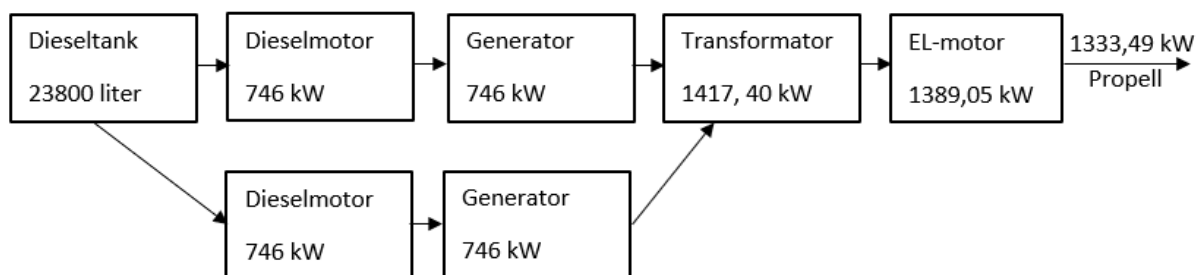 Dieseltank
23800 liter
Dieselmotor
746 kW
Generator
746 kW
Transformator
1417, 40 kW
EL-motor
1389,05 kW
1333,49 kW
Propell
Dieselmotor
746 kW
Generator
746 kW